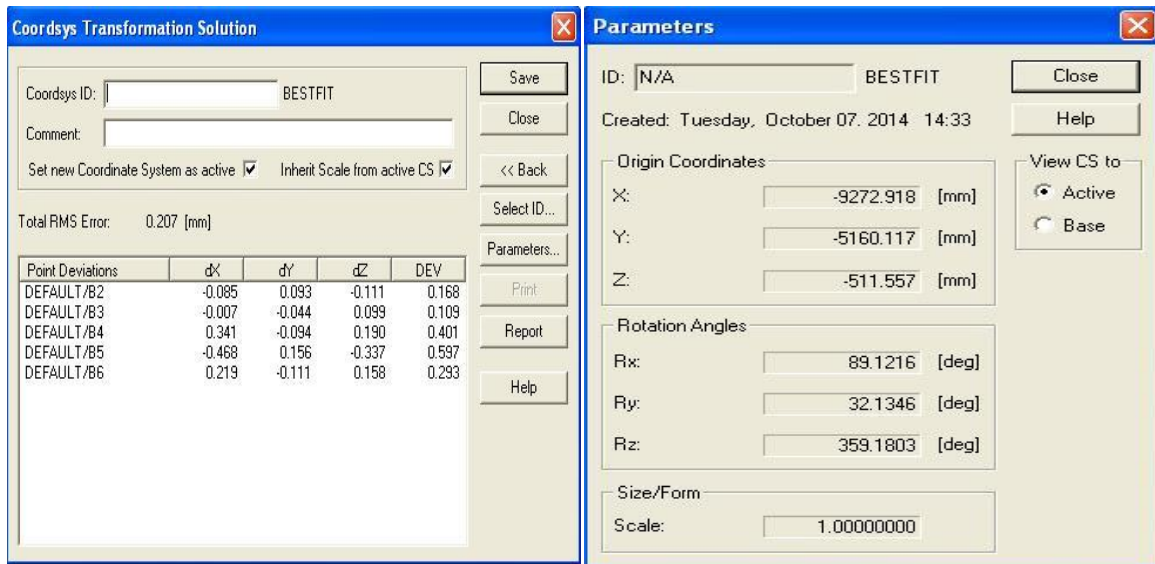 Coordsys Transformation Solution
Coordsys ID: BESTFIT
Comment:
Set new Coordinate System as active Inherit Scale from active CS
Total RMS Error: 0.207 [mm]
Point Deviations dX dY dZ DEV
DEFAULT/B2 -0.085 0.093 -0.111 0.168
DEFAULT/B3 -0.007 -0.044 0.099 0.109
DEFAULT/B4 0.341 -0.094 0.190 0.401
DEFAULT/B5 -0.468 0.156 -0.337 0.597
DEFAULT/B6 0.219 -0.111 0.158 0.293
Save
Close
<< Back
Select ID...
Parameters...
Print
Report
Help
Parameters
ID: N/A BESTFIT
Created: Tuesday, October 07. 2014 14:33
Origin Coordinates
X: -9272.918 [mm]
Y: -5160.117 [mm]
Z: -511.557 [mm]
Rotation Angles
Rx: 89.1216 [deg]
Ry: 32.1346 [deg]
Rz: 359.1803 [deg]
Size/Form
Scale: 1.00000000
Close
Help
View CS to
Active
Base